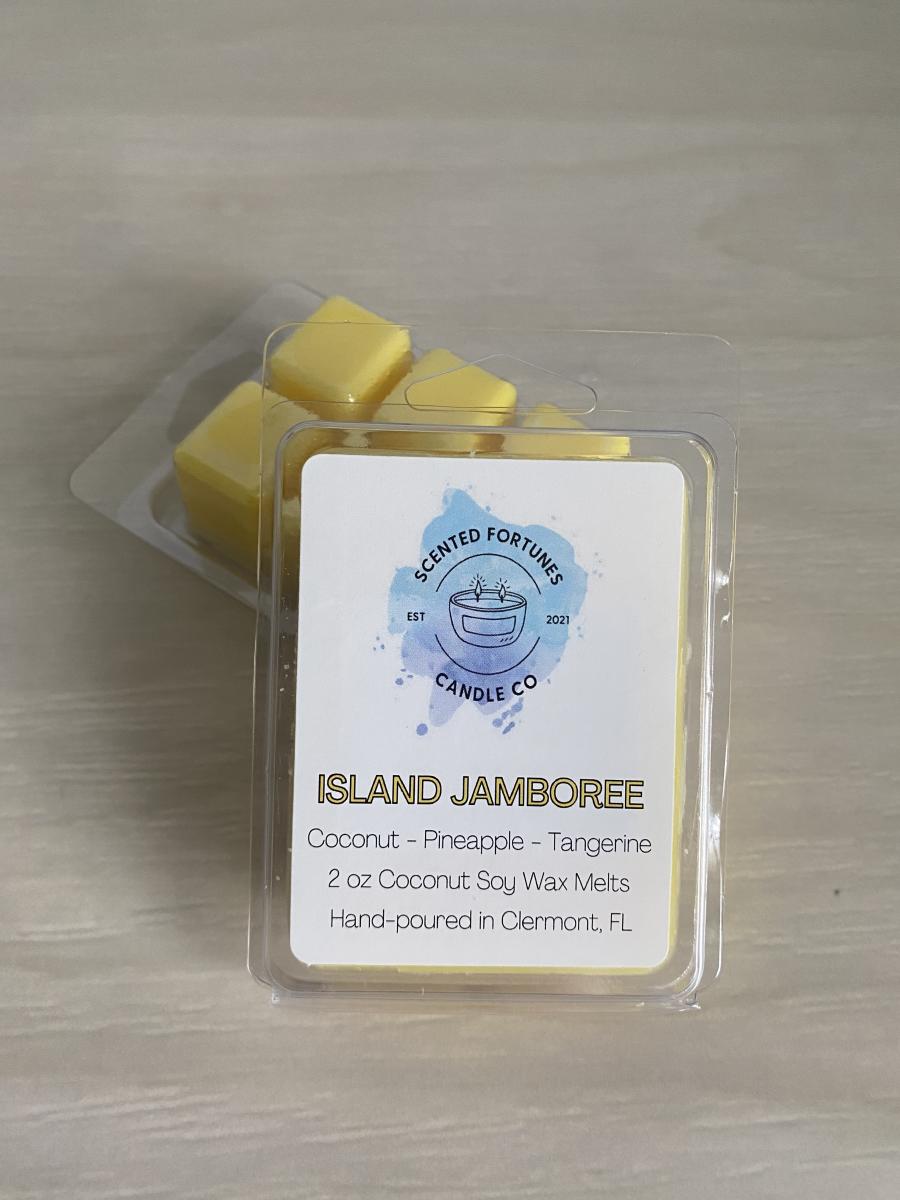 SCENTED FORTUNES
EST 2021
CANDLE CO
ISLAND JAMBOREE
Coconut - Pineapple - Tangerine
2 oz Coconut Soy Wax Melts
Hand-poured in Clermont, FL